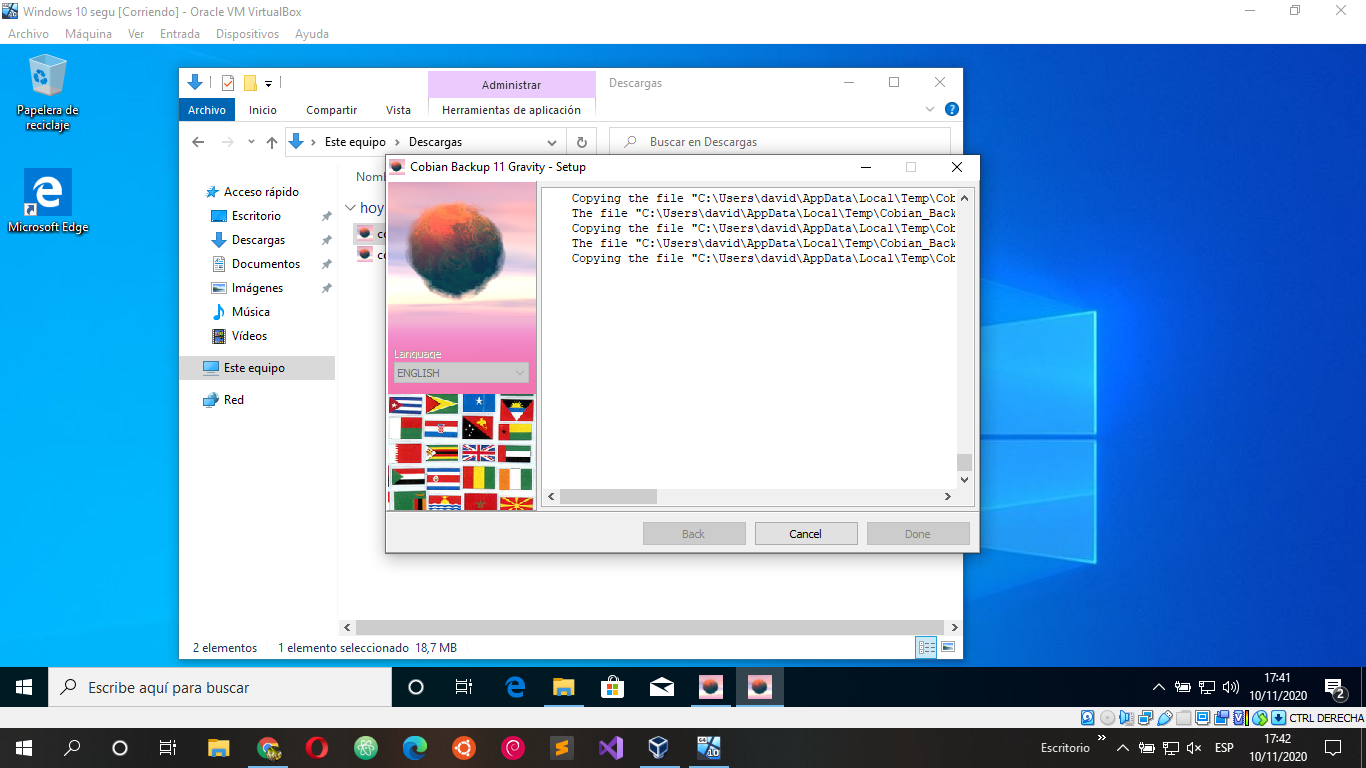 Windows 10 segu [Corriendo] - Oracle VM VirtualBox
Archivo Máquina Ver Entrada Dispositivos Ayuda
Papelera de
reciclaje
Microsoft Edge
Administrar Descargas
Archivo Inicio Compartir Vista Herramientas de aplicación
Este equipo > Descargas
Buscar en Descargas
Acceso rápido
Escritorio
Descargas
Documentos
Imágenes
Música
Vídeos
Este equipo
Red
hoy
Cobian Backup 11 Gravity - Setup
Language
ENGLISH
Copying the file "C:\Users\david\AppData\Local\Temp\Cob
The file "C:\Users\david\AppData\Local\Temp\Cobian_Back
Copying the file "C:\Users\david\AppData\Local\Temp\Cob
The file "C:\Users\david\AppData\Local\Temp\Cobian_Back
Copying the file "C:\Users\david\AppData\Local\Temp\Cob
Back Cancel Done
2 elementos 1 elemento seleccionado 18,7 MB
Escribe aquí para buscar
17:41
10/11/2020
2
CTRL DERECHA
Escritorio
ESP
17:42
10/11/2020